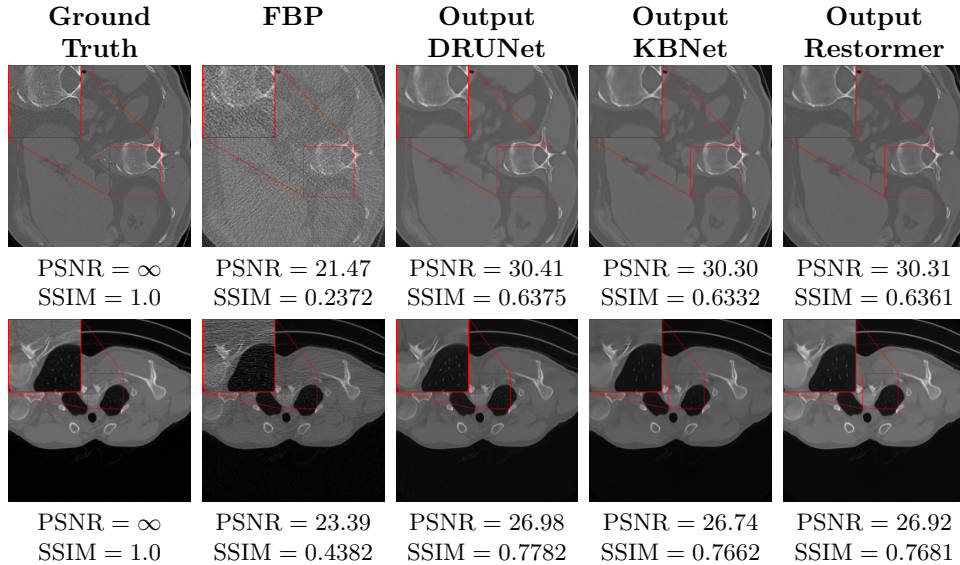 Ground Truth
FBP
Output DRUNet
Output KBNet
Output Restormer
PSNR = ∞
PSNR = 21.47
PSNR = 30.41
PSNR = 30.30
PSNR = 30.31
SSIM = 1.0
SSIM = 0.2372
SSIM = 0.6375
SSIM = 0.6332
SSIM = 0.6361
PSNR = ∞
PSNR = 23.39
PSNR = 26.98
PSNR = 26.74
PSNR = 26.92
SSIM = 1.0
SSIM = 0.4382
SSIM = 0.7782
SSIM = 0.7662
SSIM = 0.7681